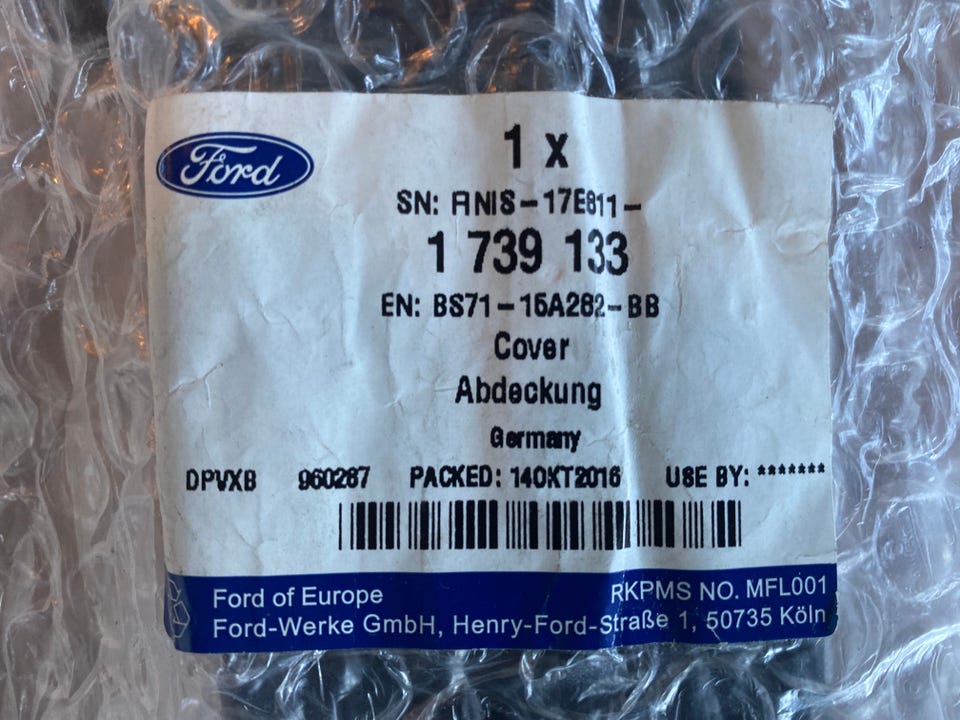 Ford
1 x
SN: FINIS-17E811-
1 739 133
EN: BS71-15A262-BB
Cover
Abdeckung
Germany
DPVXB 960267 PACKED: 14OKT2016 USE BY: *******
Ford of Europe RKPMS NO. MFL001
Ford-Werke GmbH, Henry-Ford-Straße 1, 50735 Köln